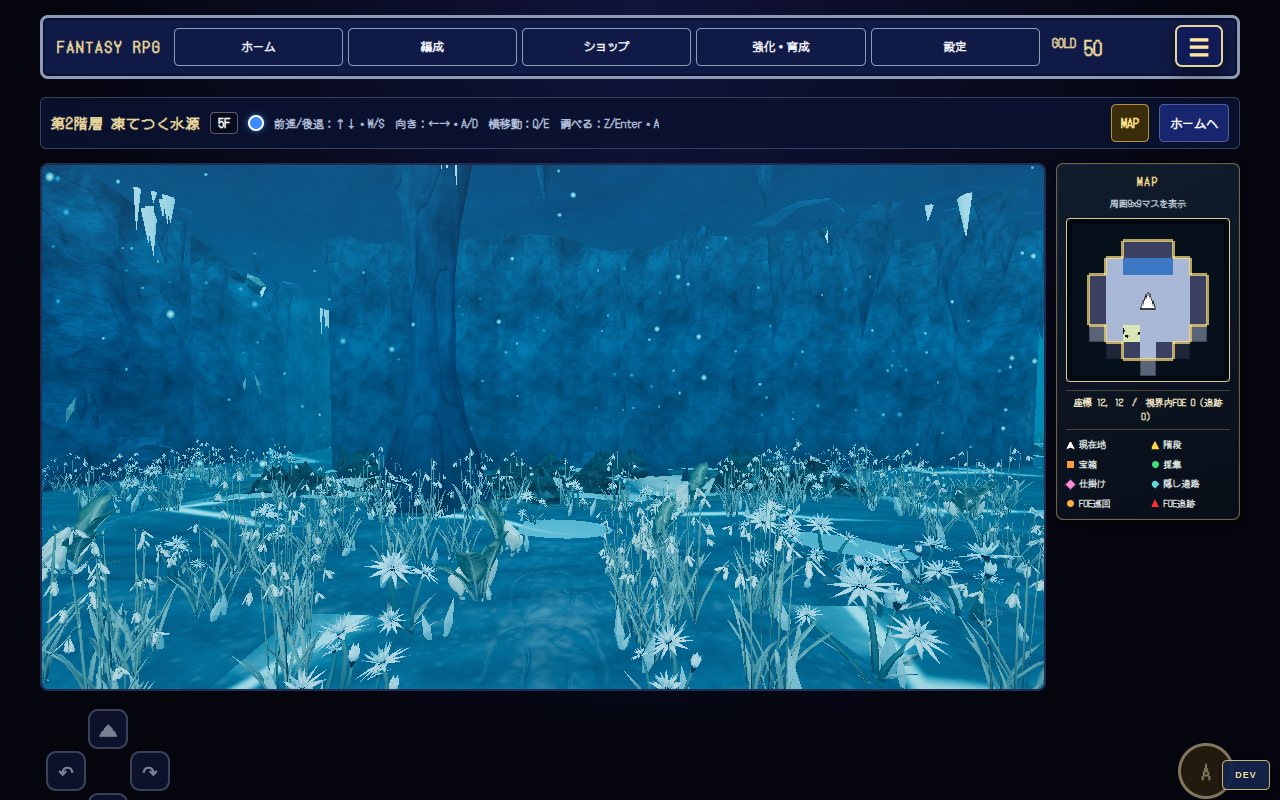 FANTASY RPG
ホーム
編成
ショップ
強化・育成
設定
GOLD 50
第2階層 凍てつく水源
5F
前進/後退：↑↓・W/S 向き：←→・A/D 横移動：Q/E 調べる：Z/Enter・A
MAP
ホームへ
MAP
周囲9x9マスを表示
座標 12, 12 / 視界内FOE 0（追跡
0）
現在地
階段
宝箱
採集
仕掛け
隠し通路
FOE巡回
FOE追跡
A
DEV